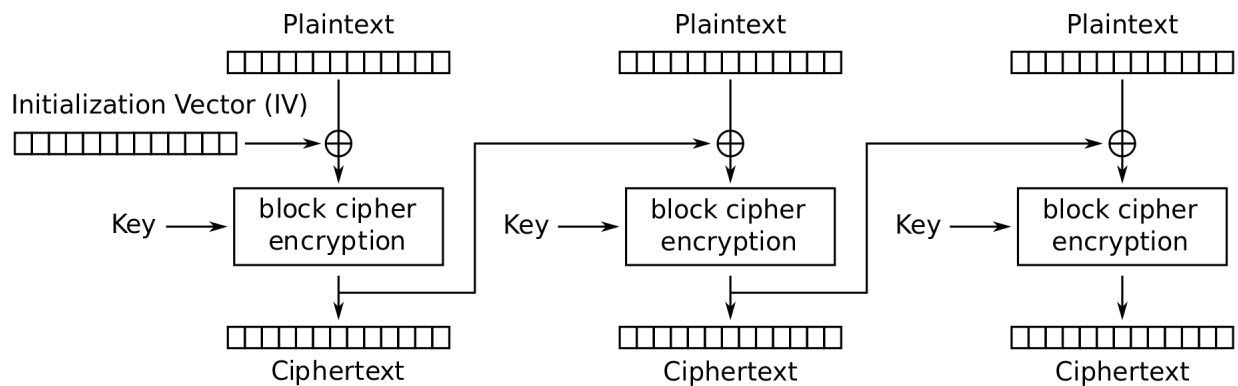 Plaintext
Plaintext
Plaintext
Initialization Vector (IV)
Key
block cipher
encryption
Key
block cipher
encryption
Key
block cipher
encryption
Ciphertext
Ciphertext
Ciphertext